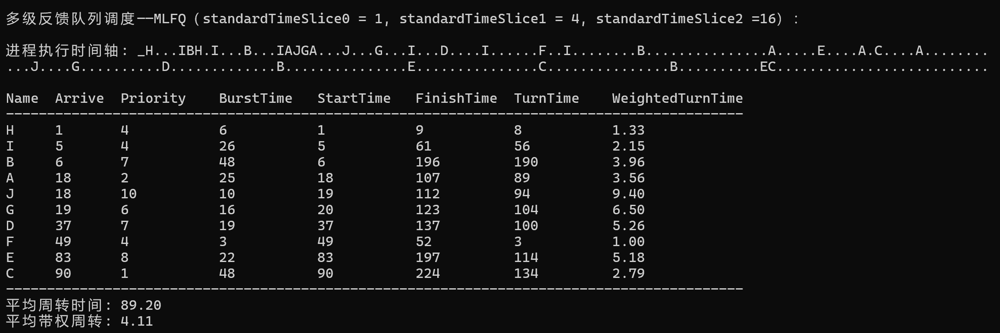 多级反馈队列调度——MLFQ（standardTimeSlice0 = 1, standardTimeSlice1 = 4, standardTimeSlice2 =16）：
进程执行时间轴: _H...IBH.I...B...IAJGA...J...G...I...D....I......F..I........B...............A.....E....A.C....A........
...J....G..........D.............B...............E...............C...............B..........EC..........................
Name  Arrive  Priority    BurstTime   StartTime   FinishTime  TurnTime    WeightedTurnTime
------------------------------------------------------------------------------------------
H     1       4           6           1           9           8           1.33
I     5       4           26          5           61          56          2.15
B     6       7           48          6           196         190         3.96
A     18      2           25          18          107         89          3.56
J     18      10          10          19          112         94          9.40
G     19      6           16          20          123         104         6.50
D     37      7           19          37          137         100         5.26
F     49      4           3           49          52          3           1.00
E     83      8           22          83          197         114         5.18
C     90      1           48          90          224         134         2.79
------------------------------------------------------------------------------------------
平均周转时间: 89.20
平均带权周转: 4.11